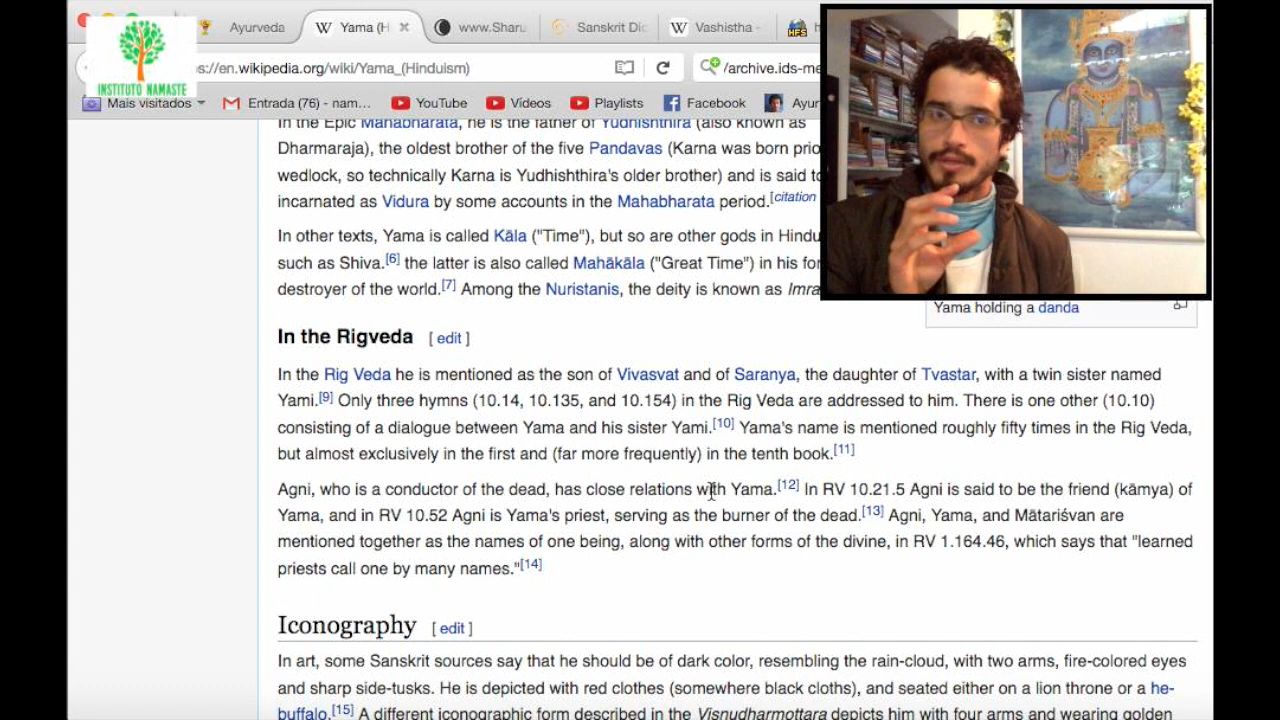 Ayurveda
Yama (H
www.Sharu
Sanskrit Dic
Vashistha -
HFS
INSTITUTO NAMASTE
s://en.wikipedia.org/wiki/Yama_(Hinduism)
/archive.ids-me
Mais visitados
Entrada (76) - nam...
YouTube
Vídeos
Playlists
Facebook
Ayur
In the Epic Mahabharata, he is the father of Yudhishthira (also known as
Dharmaraja), the oldest brother of the five Pandavas (Karna was born prio
wedlock, so technically Karna is Yudhishthira's older brother) and is said to
incarnated as Vidura by some accounts in the Mahabharata period.[citation
In other texts, Yama is called Kāla ("Time"), but so are other gods in Hindu
such as Shiva.[6] the latter is also called Mahākāla ("Great Time") in his for
destroyer of the world.[7] Among the Nuristanis, the deity is known as Imra
Yama holding a danda
In the Rigveda [ edit ]
In the Rig Veda he is mentioned as the son of Vivasvat and of Saranya, the daughter of Tvastar, with a twin sister named
Yami.[9] Only three hymns (10.14, 10.135, and 10.154) in the Rig Veda are addressed to him. There is one other (10.10)
consisting of a dialogue between Yama and his sister Yami.[10] Yama's name is mentioned roughly fifty times in the Rig Veda,
but almost exclusively in the first and (far more frequently) in the tenth book.[11]
Agni, who is a conductor of the dead, has close relations with Yama.[12] In RV 10.21.5 Agni is said to be the friend (kāmya) of
Yama, and in RV 10.52 Agni is Yama's priest, serving as the burner of the dead.[13] Agni, Yama, and Mātariśvan are
mentioned together as the names of one being, along with other forms of the divine, in RV 1.164.46, which says that "learned
priests call one by many names."[14]
Iconography [ edit ]
In art, some Sanskrit sources say that he should be of dark color, resembling the rain-cloud, with two arms, fire-colored eyes
and sharp side-tusks. He is depicted with red clothes (somewhere black cloths), and seated either on a lion throne or a he-
buffalo.[15] A different iconographic form described in the Visnudharmottara depicts him with four arms and wearing golden